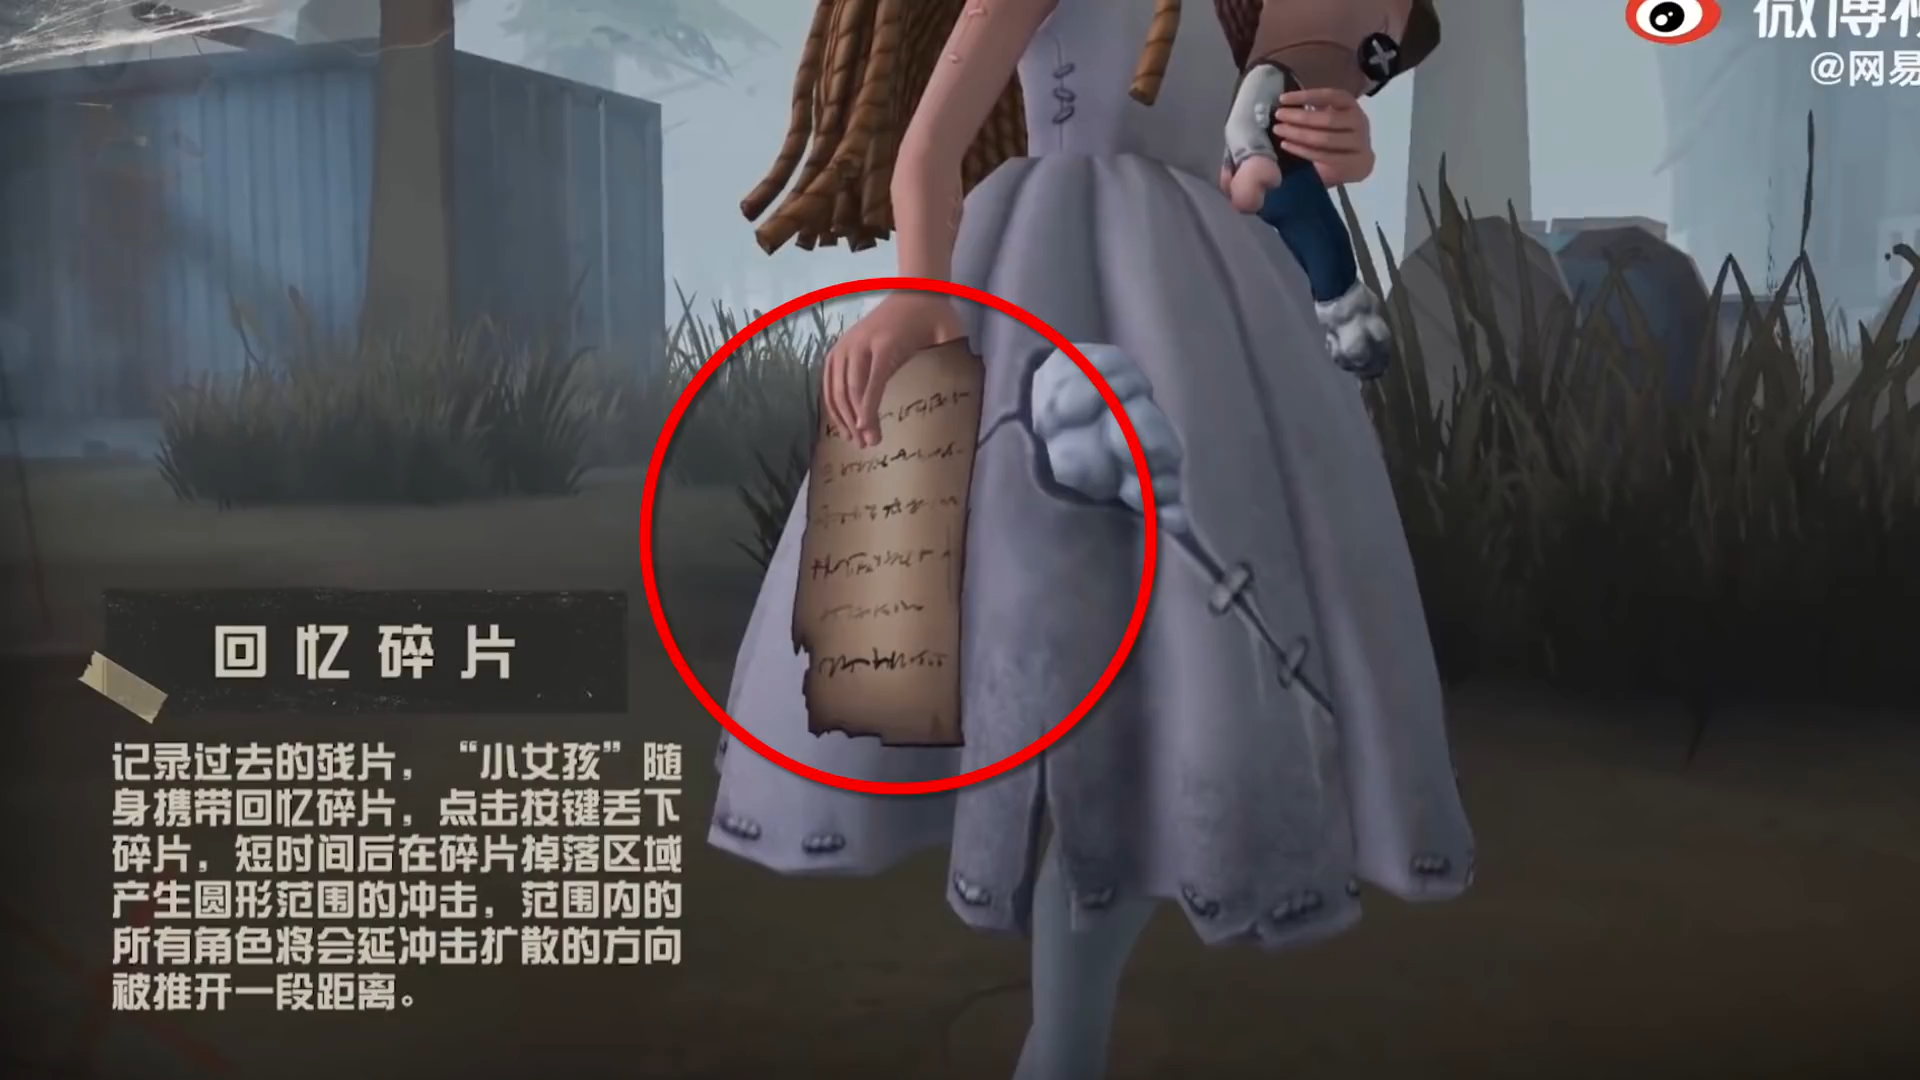 微博
@网易
回忆碎片
记录过去的残片，“小女孩”随
身携带回忆碎片，点击按键丢下
碎片，短时间后在碎片掉落区域
产生圆形范围的冲击，范围内的
所有角色将会延冲击扩散的方向
被推开一段距离。